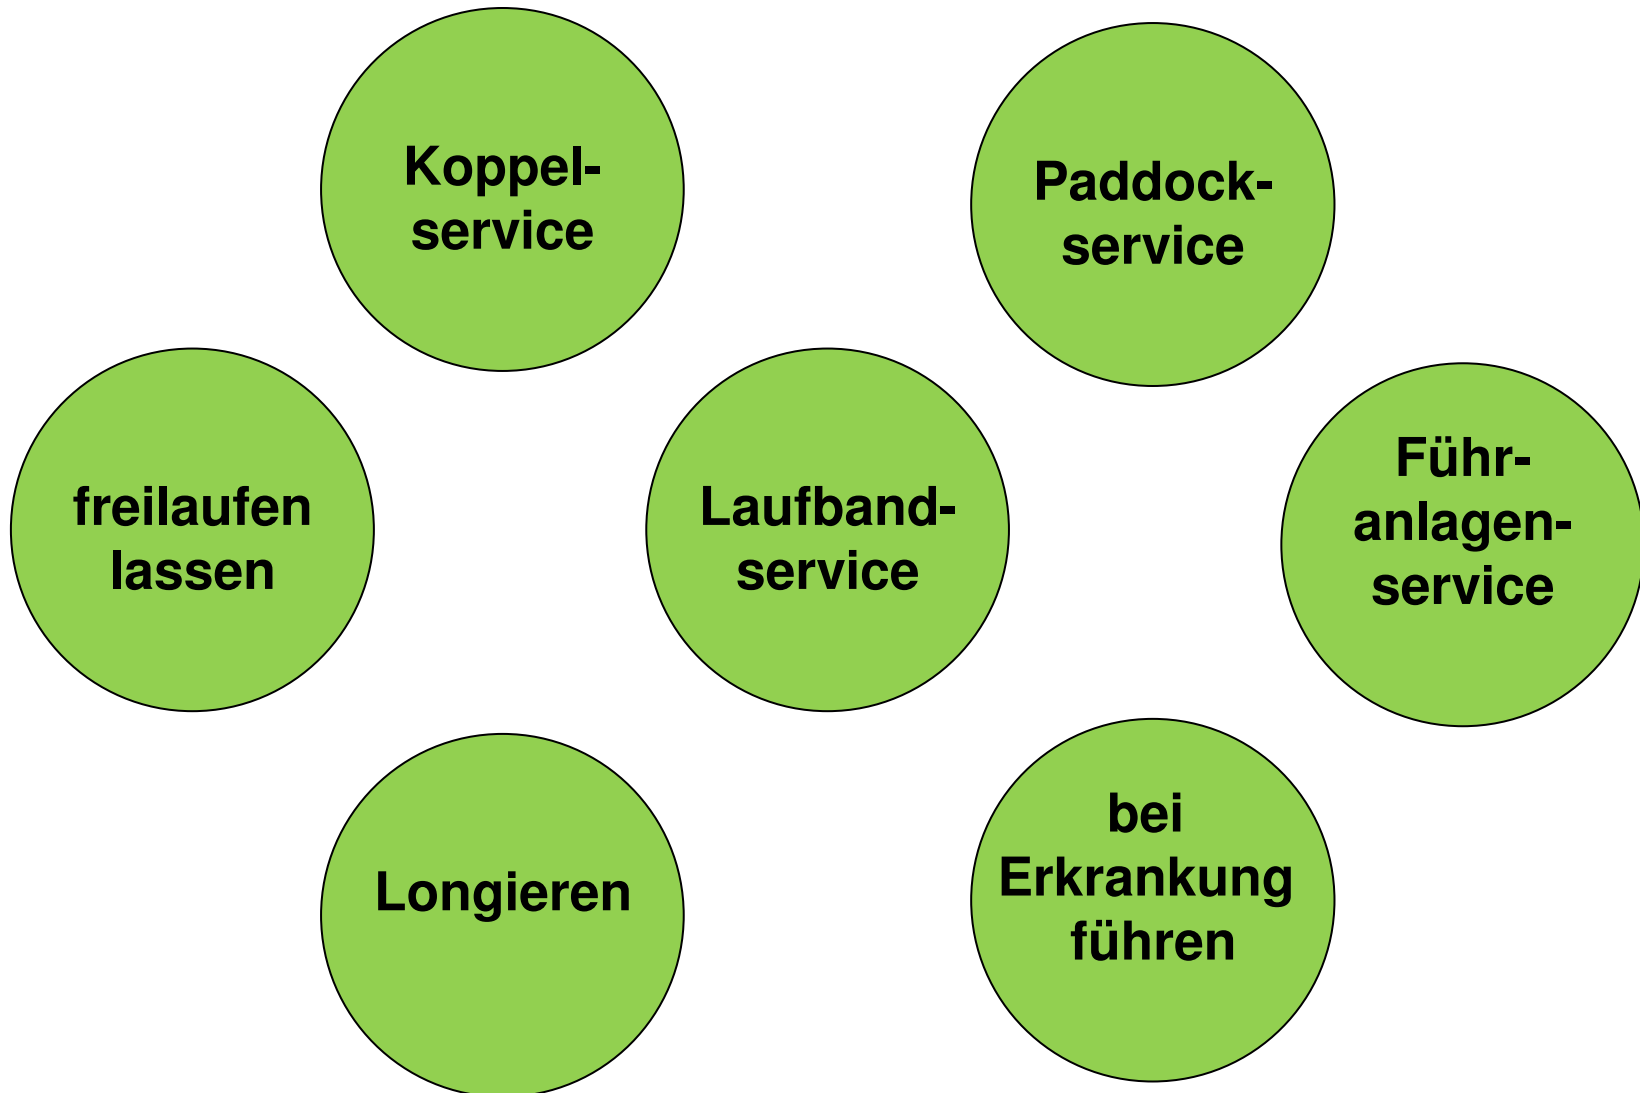 Koppel-
service
Paddock-
service
freilaufen
lassen
Laufband-
service
Führ-
anlagen-
service
Longieren
bei
Erkrankung
führen